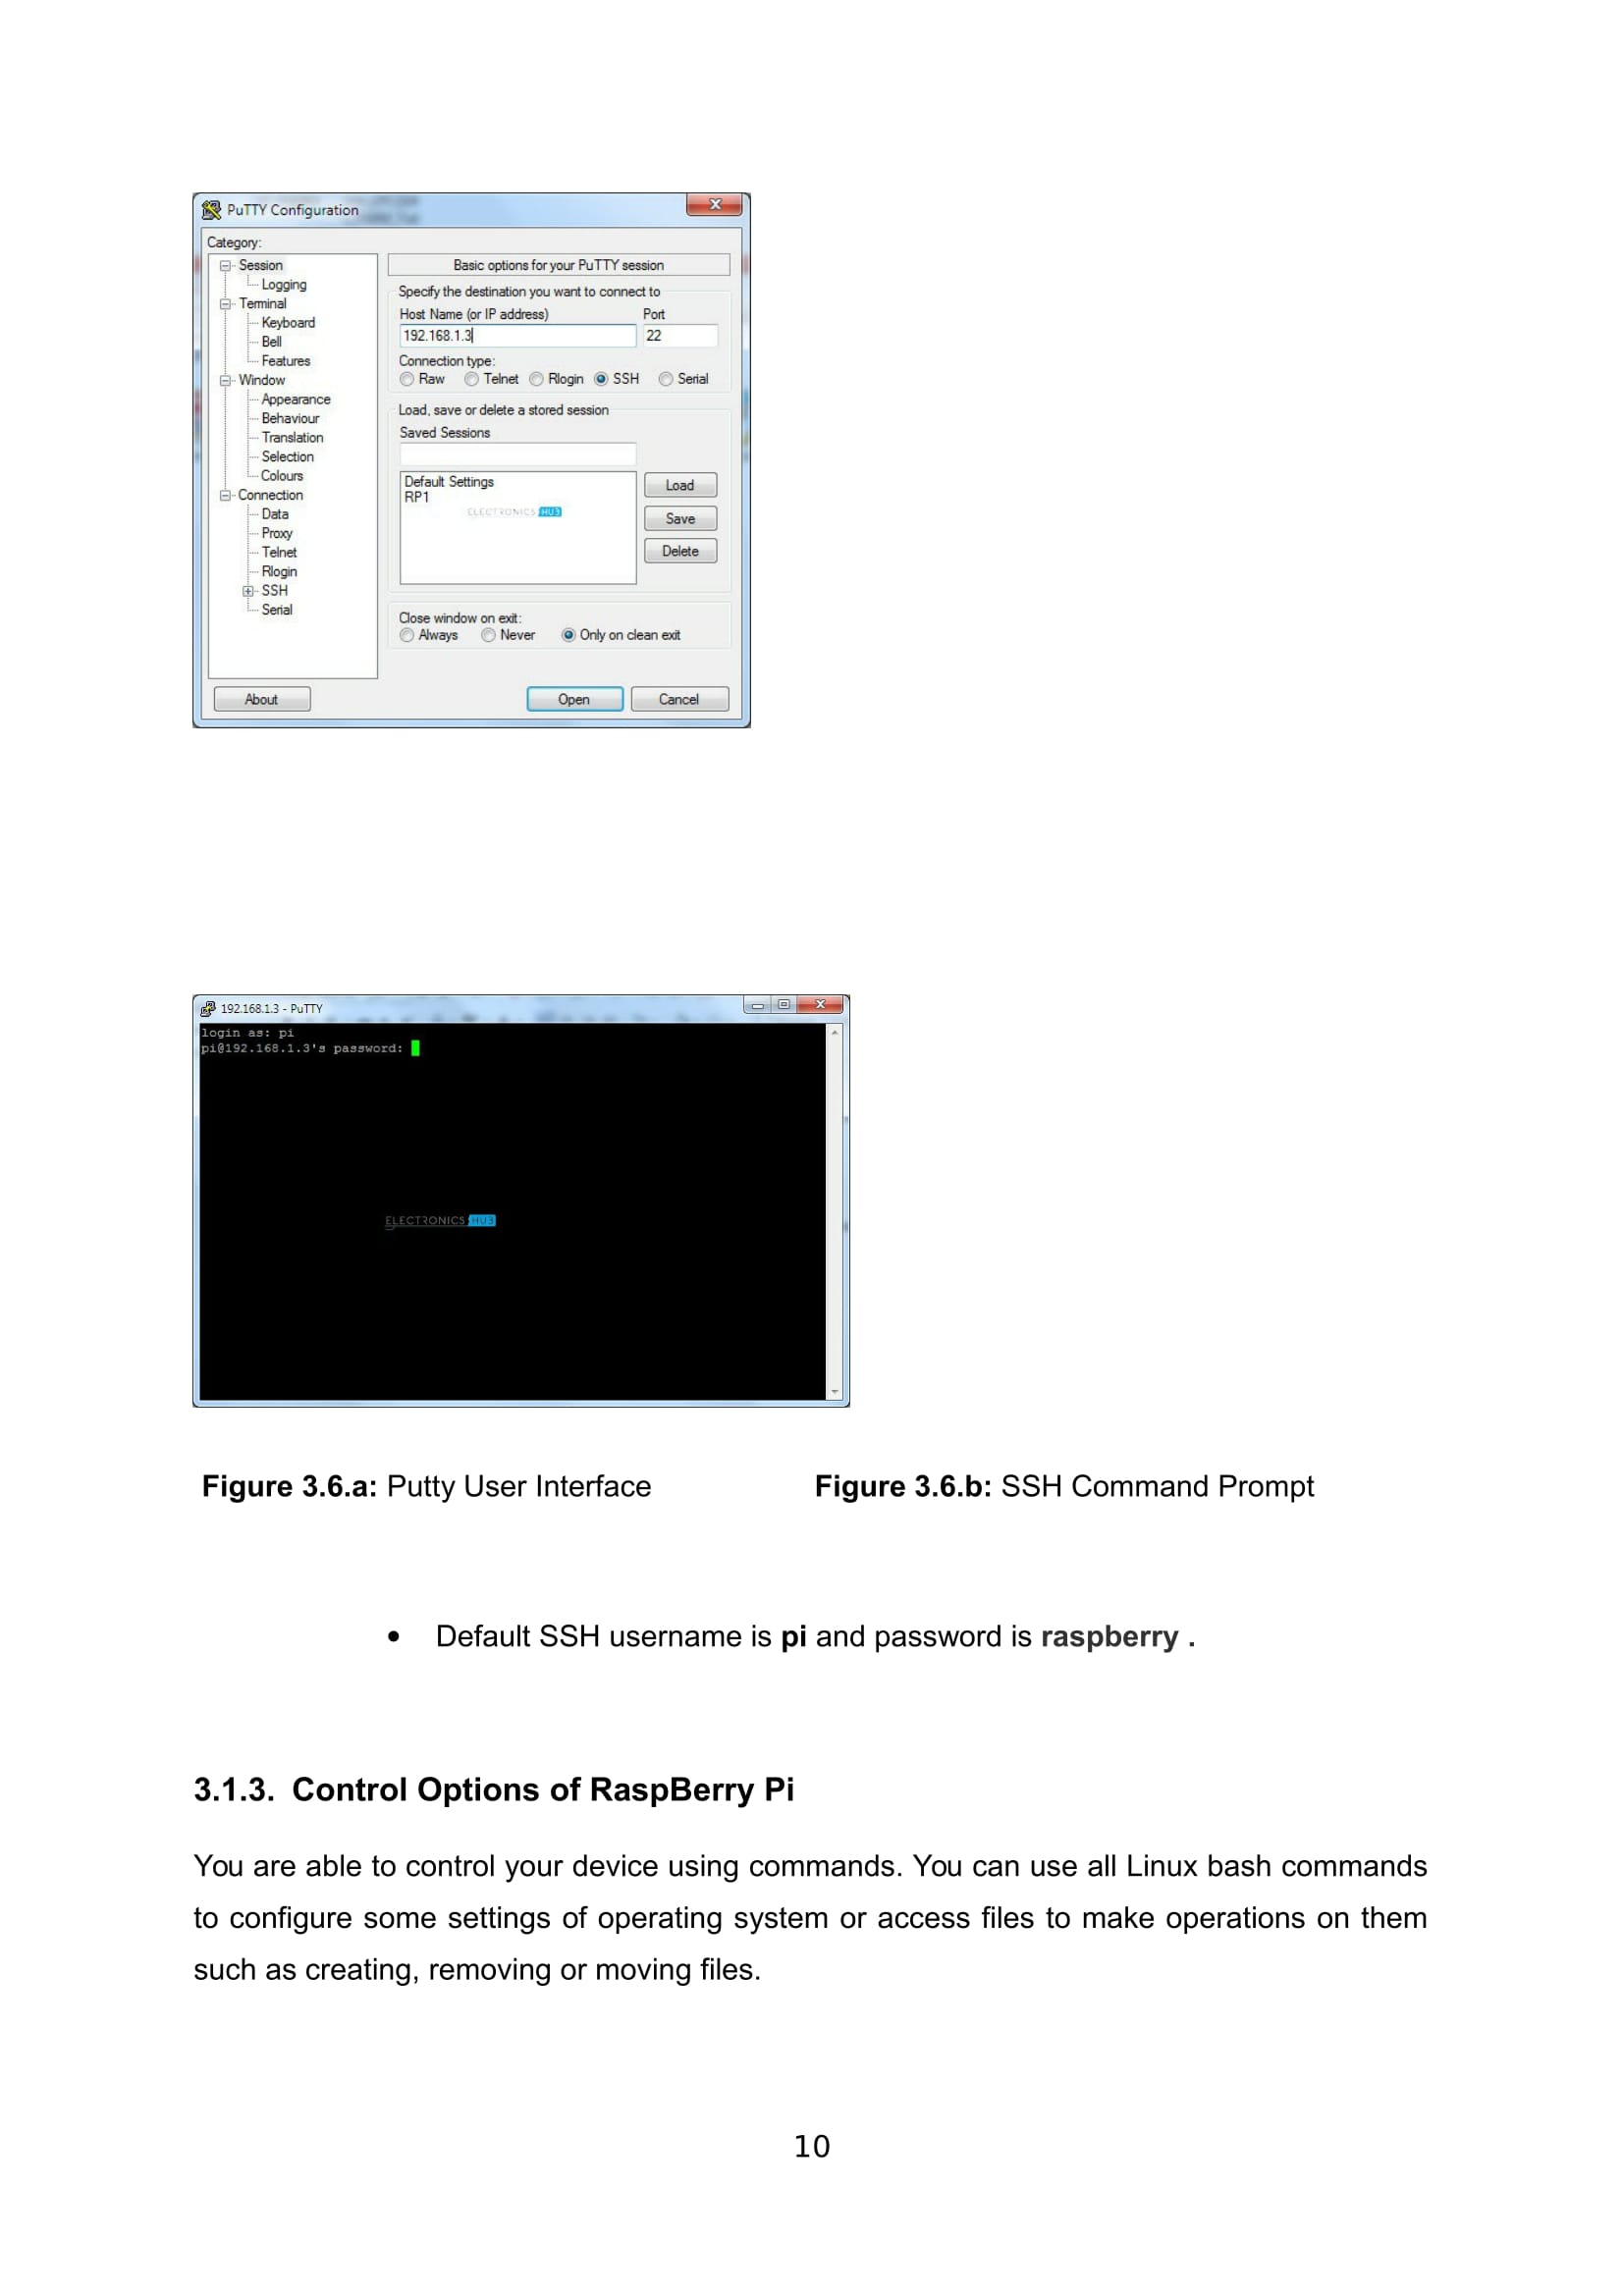 PuTTY Configuration
Category:
Session
Logging
Terminal
Keyboard
Bell
Features
Window
Appearance
Behaviour
Translation
Selection
Colours
Connection
Data
Proxy
Telnet
Rlogin
SSH
Serial
Basic options for your PuTTY session
Specify the destination you want to connect to
Host Name (or IP address) Port
192.168.1.3 22
Connection type:
Raw Telnet Rlogin SSH Serial
Load, save or delete a stored session
Saved Sessions
Default Settings
RP1
ELECTRONICS HUB
Load
Save
Delete
Close window on exit:
Always Never Only on clean exit
About Open Cancel
192.168.1.3 - PuTTY
login as: pi
pi@192.168.1.3's password:
ELECTRONICS HUB
Figure 3.6.a: Putty User Interface Figure 3.6.b: SSH Command Prompt
• Default SSH username is pi and password is raspberry .
3.1.3. Control Options of RaspBerry Pi
You are able to control your device using commands. You can use all Linux bash commands
to configure some settings of operating system or access files to make operations on them
such as creating, removing or moving files.
10